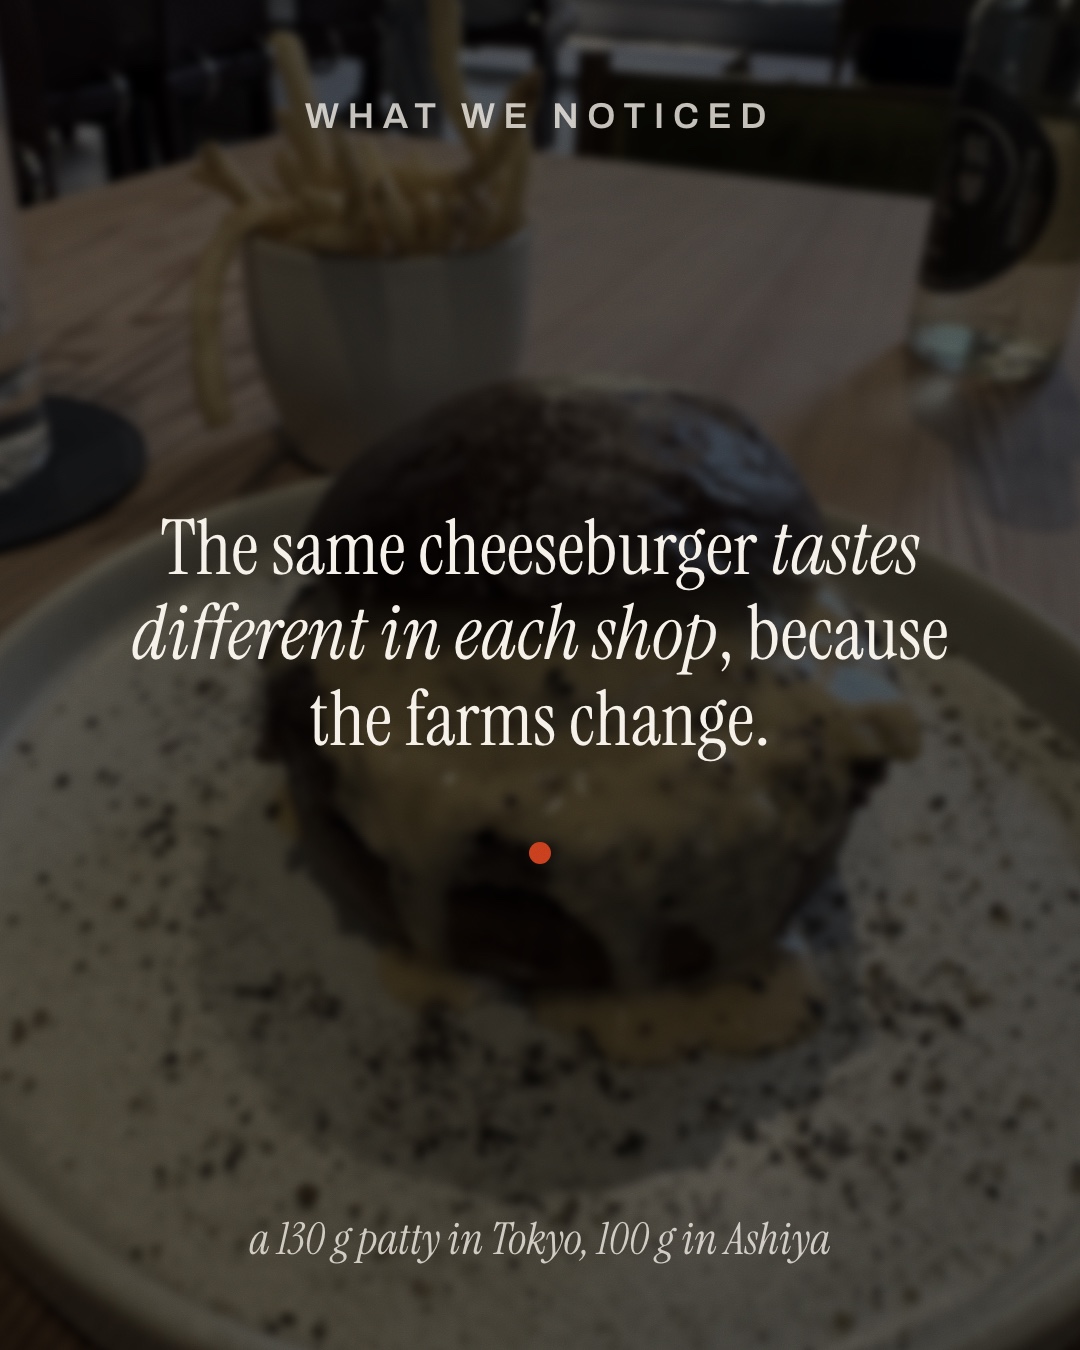 WHAT WE NOTICED
The same cheeseburger tastes
different in each shop, because
the farms change.
a 130 g patty in Tokyo, 100 g in Ashiya